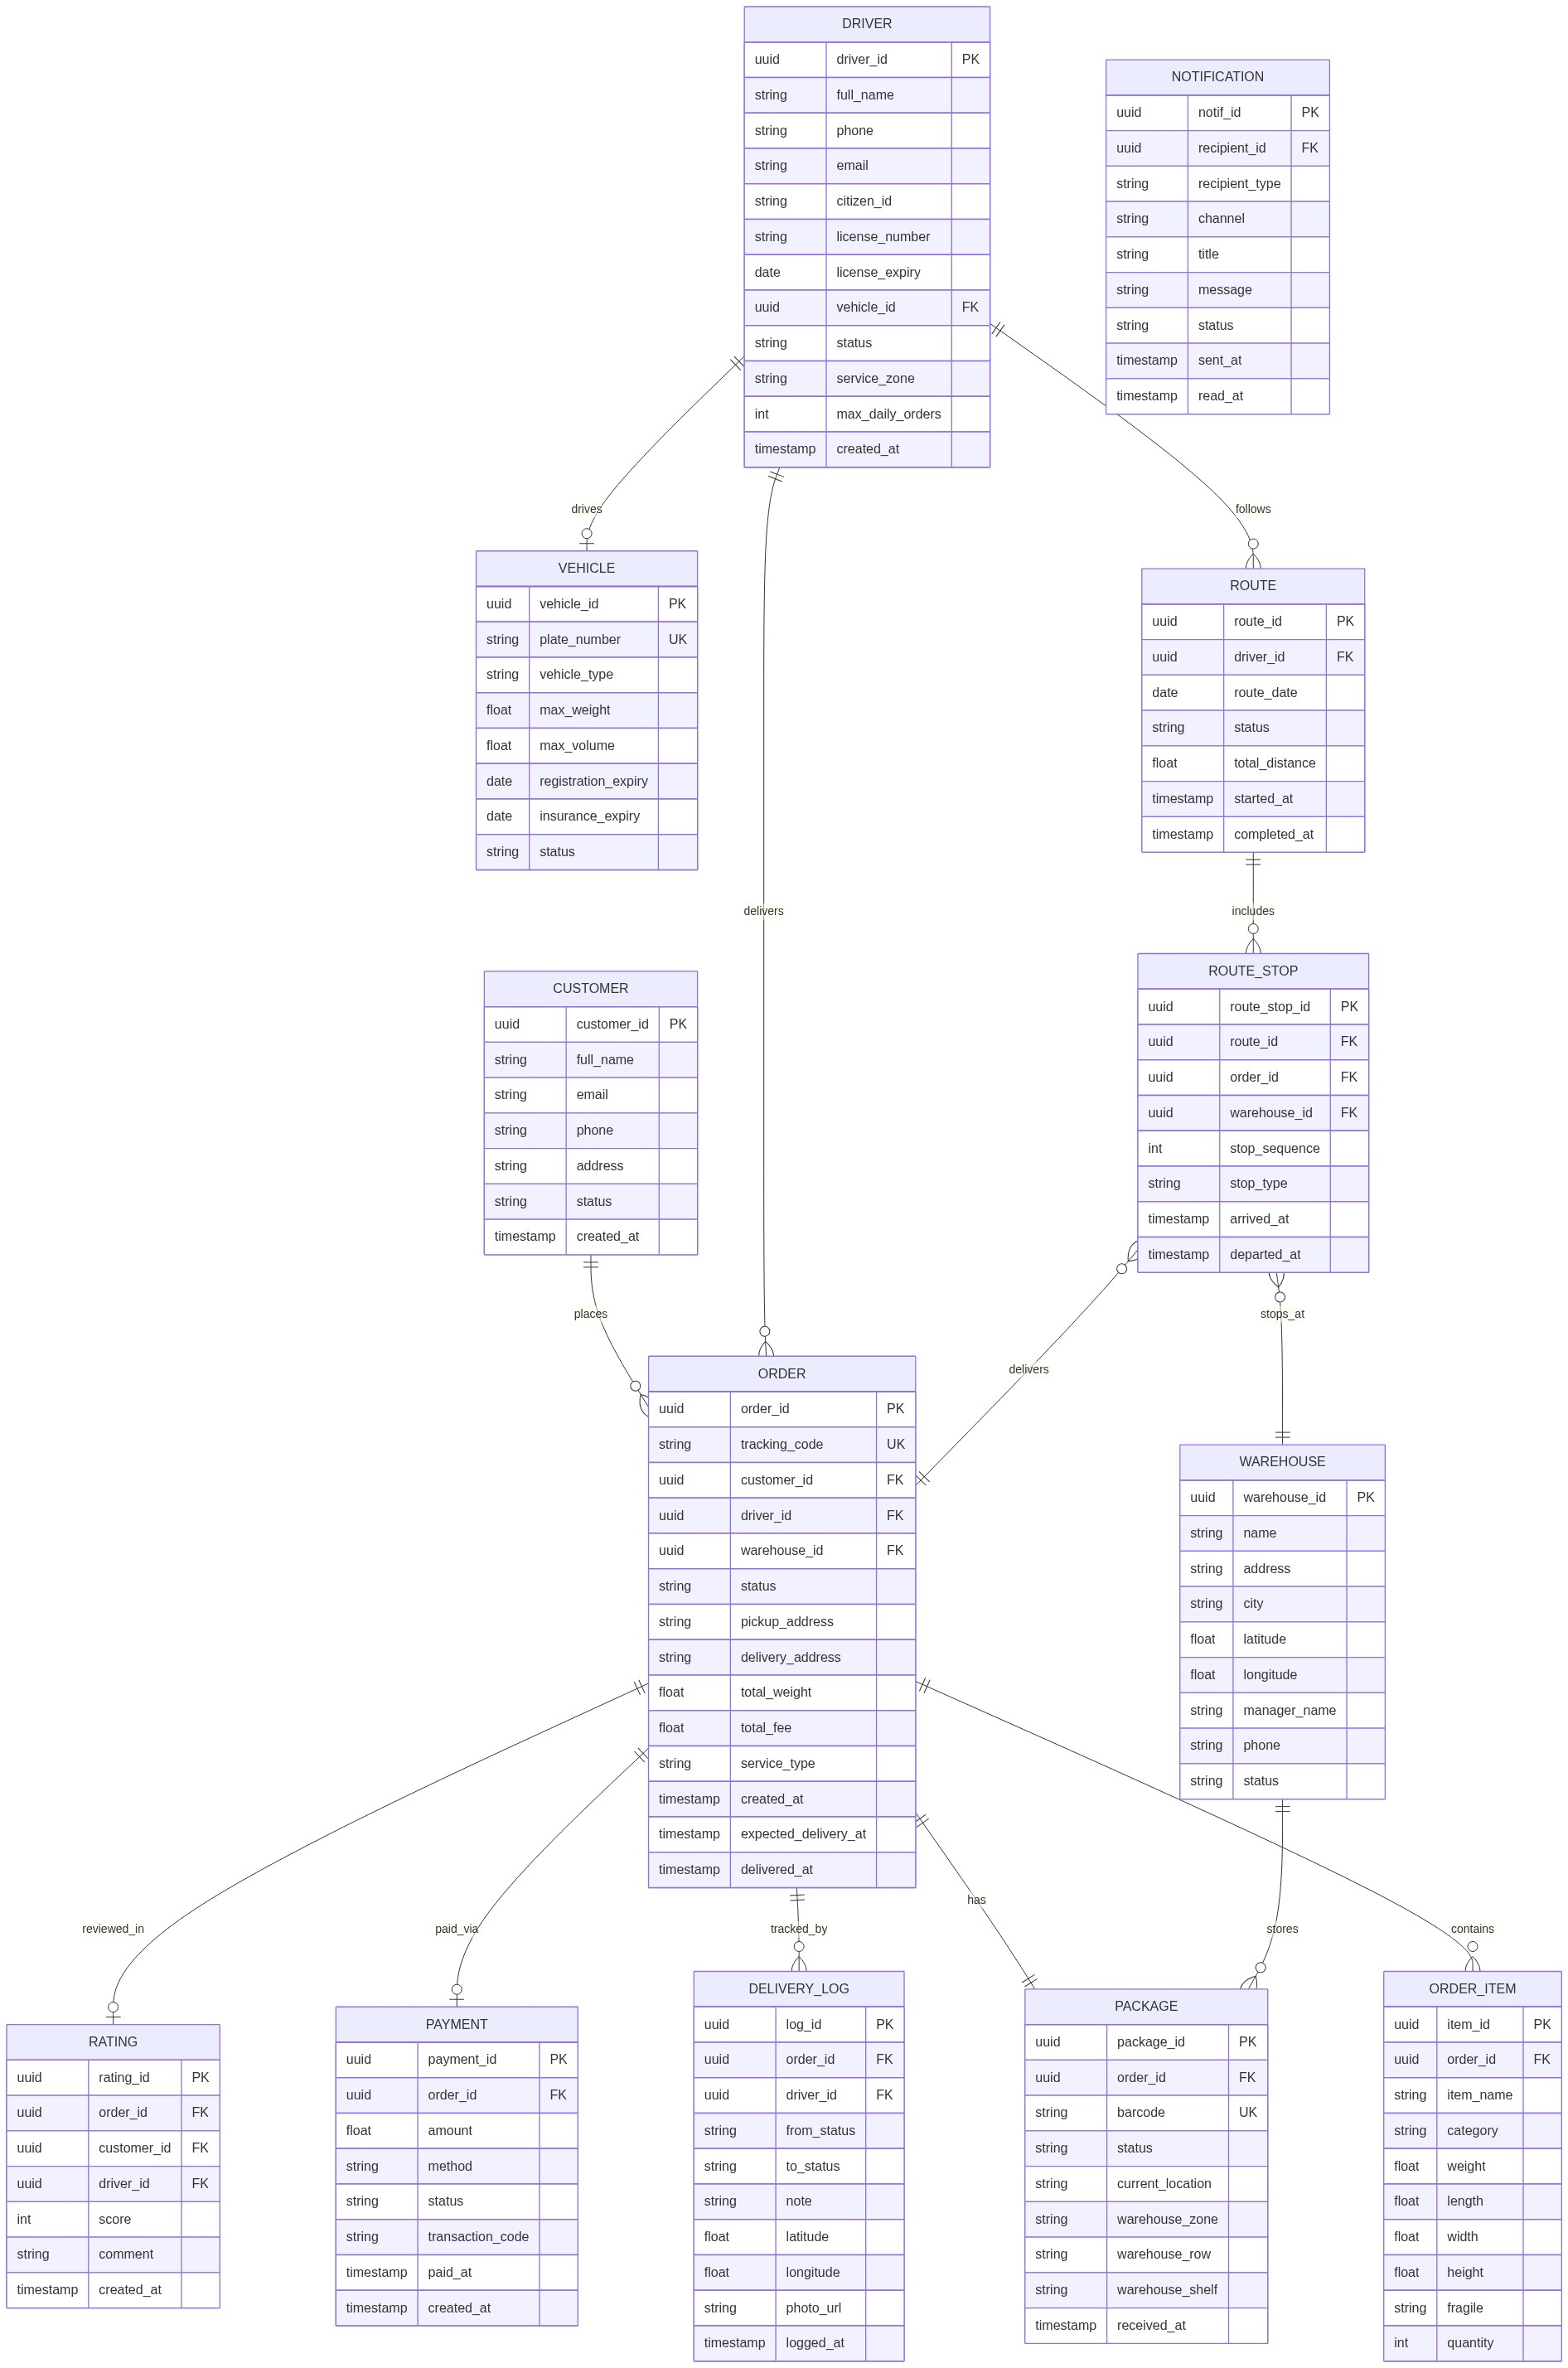 DRIVER
uuid driver_id PK
string full_name
string phone
string email
string citizen_id
string license_number
date license_expiry
uuid vehicle_id FK
string status
string service_zone
int max_daily_orders
timestamp created_at
NOTIFICATION
uuid notif_id PK
uuid recipient_id FK
string recipient_type
string channel
string title
string message
string status
timestamp sent_at
timestamp read_at
drives
follows
VEHICLE
uuid vehicle_id PK
string plate_number UK
string vehicle_type
float max_weight
float max_volume
date registration_expiry
date insurance_expiry
string status
ROUTE
uuid route_id PK
uuid driver_id FK
date route_date
string status
float total_distance
timestamp started_at
timestamp completed_at
delivers
includes
CUSTOMER
uuid customer_id PK
string full_name
string email
string phone
string address
string status
timestamp created_at
ROUTE_STOP
uuid route_stop_id PK
uuid route_id FK
uuid order_id FK
uuid warehouse_id FK
int stop_sequence
string stop_type
timestamp arrived_at
timestamp departed_at
places
stops_at
delivers
ORDER
uuid order_id PK
string tracking_code UK
uuid customer_id FK
uuid driver_id FK
uuid warehouse_id FK
string status
string pickup_address
string delivery_address
float total_weight
float total_fee
string service_type
timestamp created_at
timestamp expected_delivery_at
timestamp delivered_at
WAREHOUSE
uuid warehouse_id PK
string name
string address
string city
float latitude
float longitude
string manager_name
string phone
string status
reviewed_in
paid_via
tracked_by
has
stores
contains
RATING
uuid rating_id PK
uuid order_id FK
uuid customer_id FK
uuid driver_id FK
int score
string comment
timestamp created_at
PAYMENT
uuid payment_id PK
uuid order_id FK
float amount
string method
string status
string transaction_code
timestamp paid_at
timestamp created_at
DELIVERY_LOG
uuid log_id PK
uuid order_id FK
uuid driver_id FK
string from_status
string to_status
string note
float latitude
float longitude
string photo_url
timestamp logged_at
PACKAGE
uuid package_id PK
uuid order_id FK
string barcode UK
string status
string current_location
string warehouse_zone
string warehouse_row
string warehouse_shelf
timestamp received_at
ORDER_ITEM
uuid item_id PK
uuid order_id FK
string item_name
string category
float weight
float length
float width
float height
string fragile
int quantity